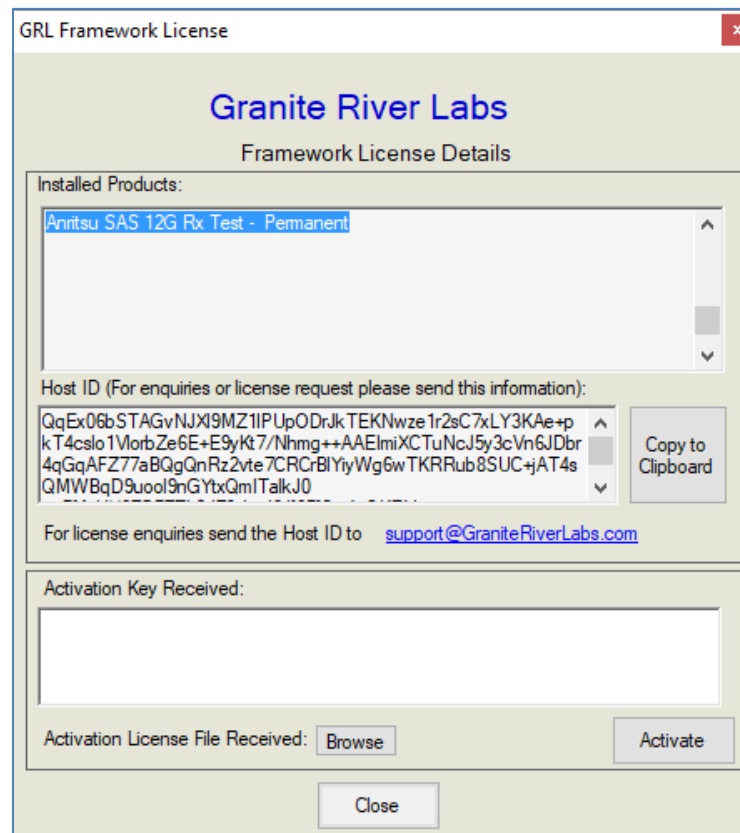 GRL Framework License
x
Granite River Labs
Framework License Details
Installed Products:
Anritsu SAS 12G Rx Test - Permanent
Host ID (For enquiries or license request please send this information):
QqEx06bSTAGvNJXl9MZ1lPUpODrJkTEKNwze1r2sC7xLY3KAe+p
kT4cslo1VlorbZe6E+E9yKt7/Nhmg++AAElmiXCTuNcJ5y3cVn6JDbr
4qGqAFZ77aBQgQnRz2vte7CRCrBlYiyWg6wTKRRub8SUC+jAT4s
QMWBqD9uool9nGYtxQmlTalkJ0
Copy to
Clipboard
For license enquiries send the Host ID to support@GraniteRiverLabs.com
Activation Key Received:
Activation License File Received: Browse
Activate
Close